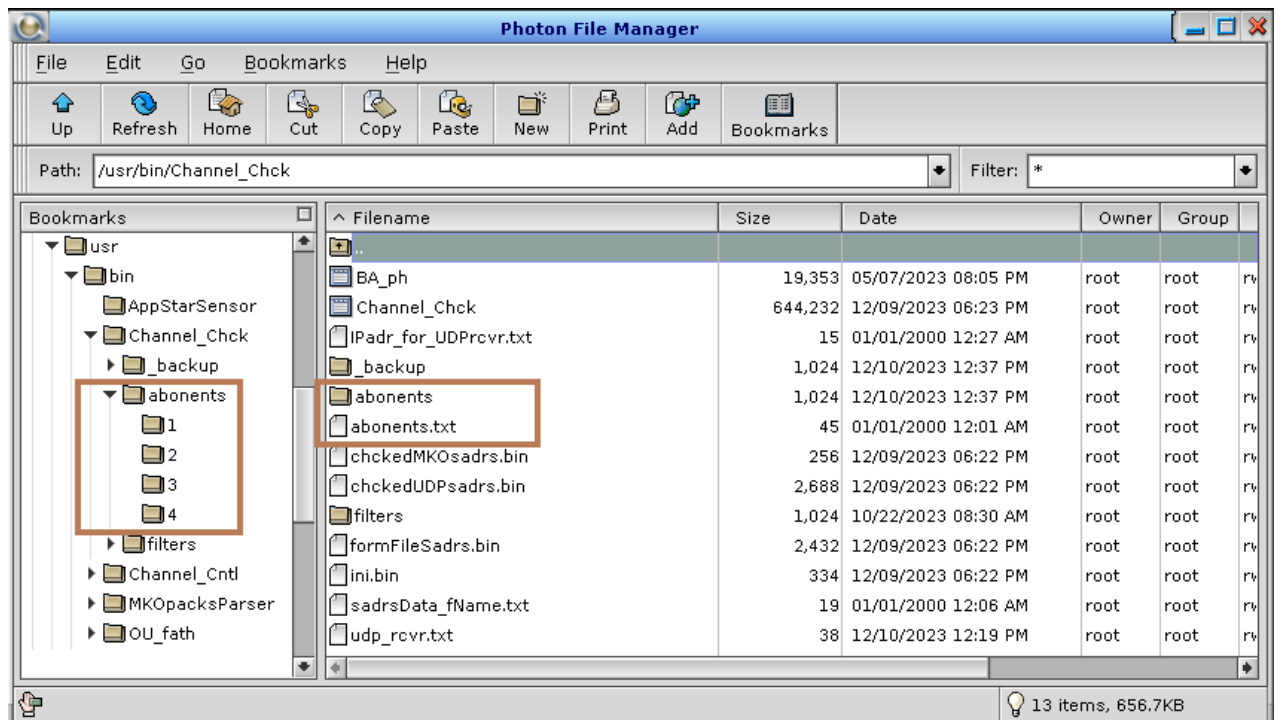 Photon File Manager
File Edit Go Bookmarks Help
Up Refresh Home Cut Copy Paste New Print Add Bookmarks
Path: /usr/bin/Channel_Chck Filter: *
Bookmarks
usr
bin
AppStarSensor
Channel_Chck
_backup
abonents
1
2
3
4
filters
Channel_Cntl
MKOpacksParser
OU_fath
^ Filename Size Date Owner Group
..
BA_ph 19,353 05/07/2023 08:05 PM root root
Channel_Chck 644,232 12/09/2023 06:23 PM root root
IPadr_for_UDPrcvr.txt 15 01/01/2000 12:27 AM root root
_backup 1,024 12/10/2023 12:37 PM root root
abonents 1,024 12/10/2023 12:37 PM root root
abonents.txt 45 01/01/2000 12:01 AM root root
chckedMKOsadrs.bin 256 12/09/2023 06:22 PM root root
chckedUDPsadrs.bin 2,688 12/09/2023 06:22 PM root root
filters 1,024 10/22/2023 08:30 AM root root
formFileSadrs.bin 2,432 12/09/2023 06:22 PM root root
ini.bin 334 12/09/2023 06:22 PM root root
sadrsData_fName.txt 19 01/01/2000 12:06 AM root root
udp_rcvr.txt 38 12/10/2023 12:19 PM root root
13 items, 656.7KB